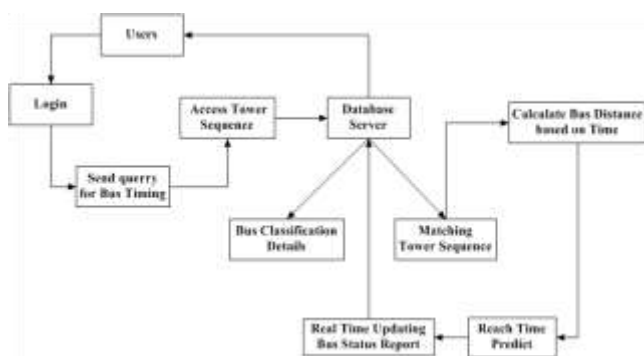 Users
Login
Access Tower
Sequence
Database
Server
Calculate Bus Distance
based on Time
Send querry
for Bus Timing
Bus Classification
Details
Matching
Tower Sequence
Real Time Updating
Bus Status Report
Reach Time
Predict